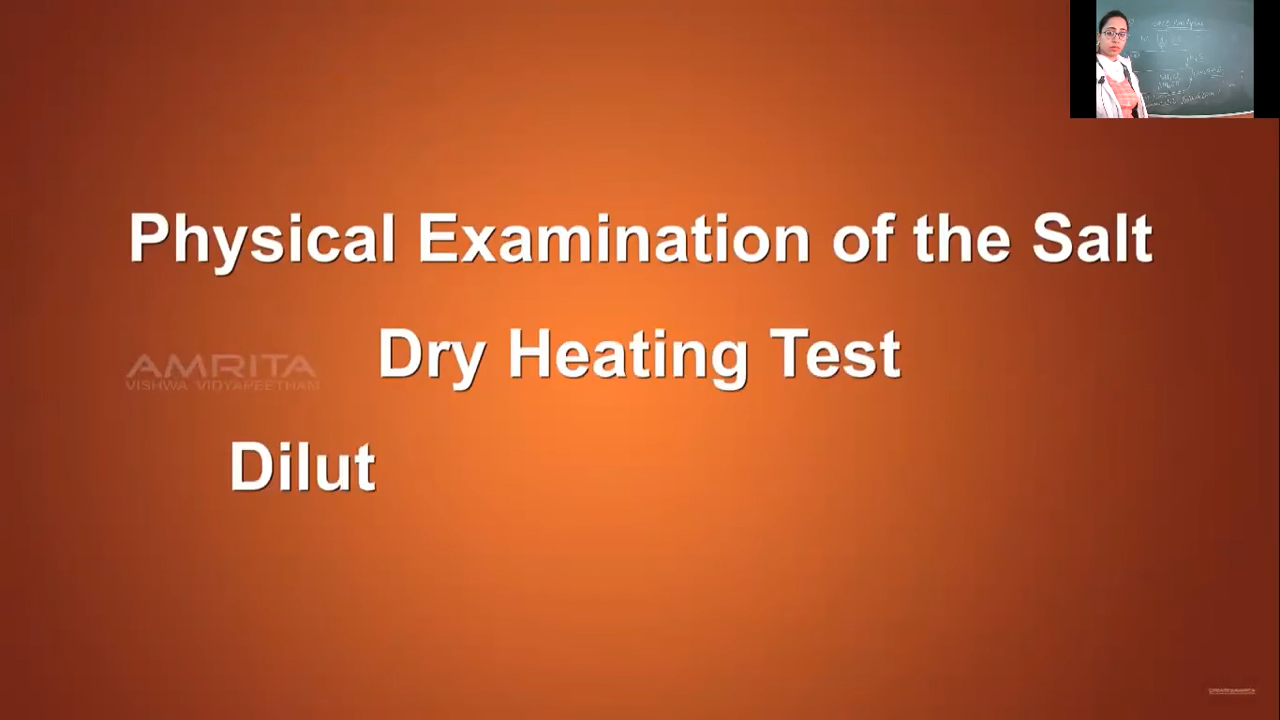 Physical Examination of the Salt
Dry Heating Test
AMRITA
VISHWA VIDYAPEETHAM
Dilut